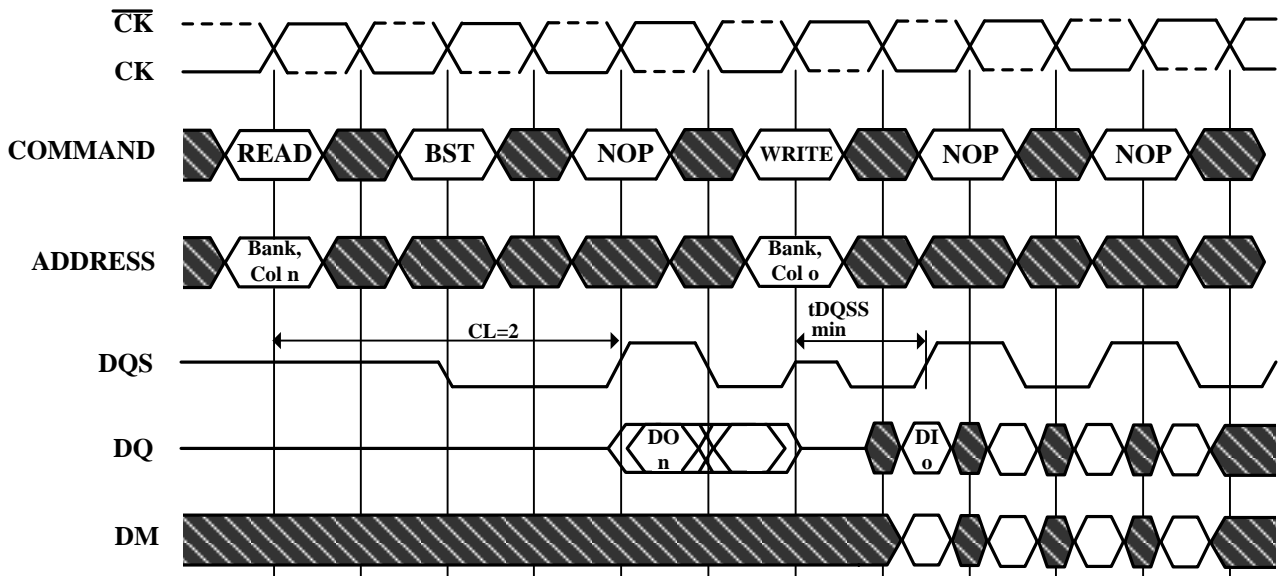 CK
CK
COMMAND READ BST NOP WRITE NOP NOP
ADDRESS Bank, Col n Bank, Col o
tDQSS
min
CL=2
DQS
DQ DO n DI o
DM